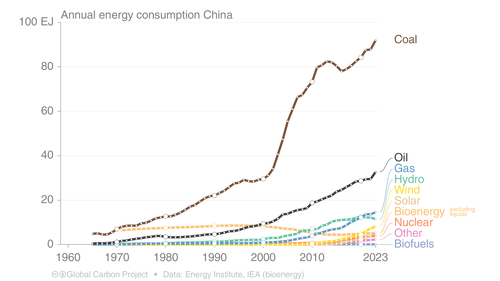 Annual energy consumption China
100 EJ
80
60
40
20
0
1960
1970
1980
1990
2000
2010
2023
Coal
Oil
Gas
Hydro
Wind
Solar
Bioenergy excluding liquids
Nuclear
Other
Biofuels
Global Carbon Project • Data: Energy Institute, IEA (bioenergy)